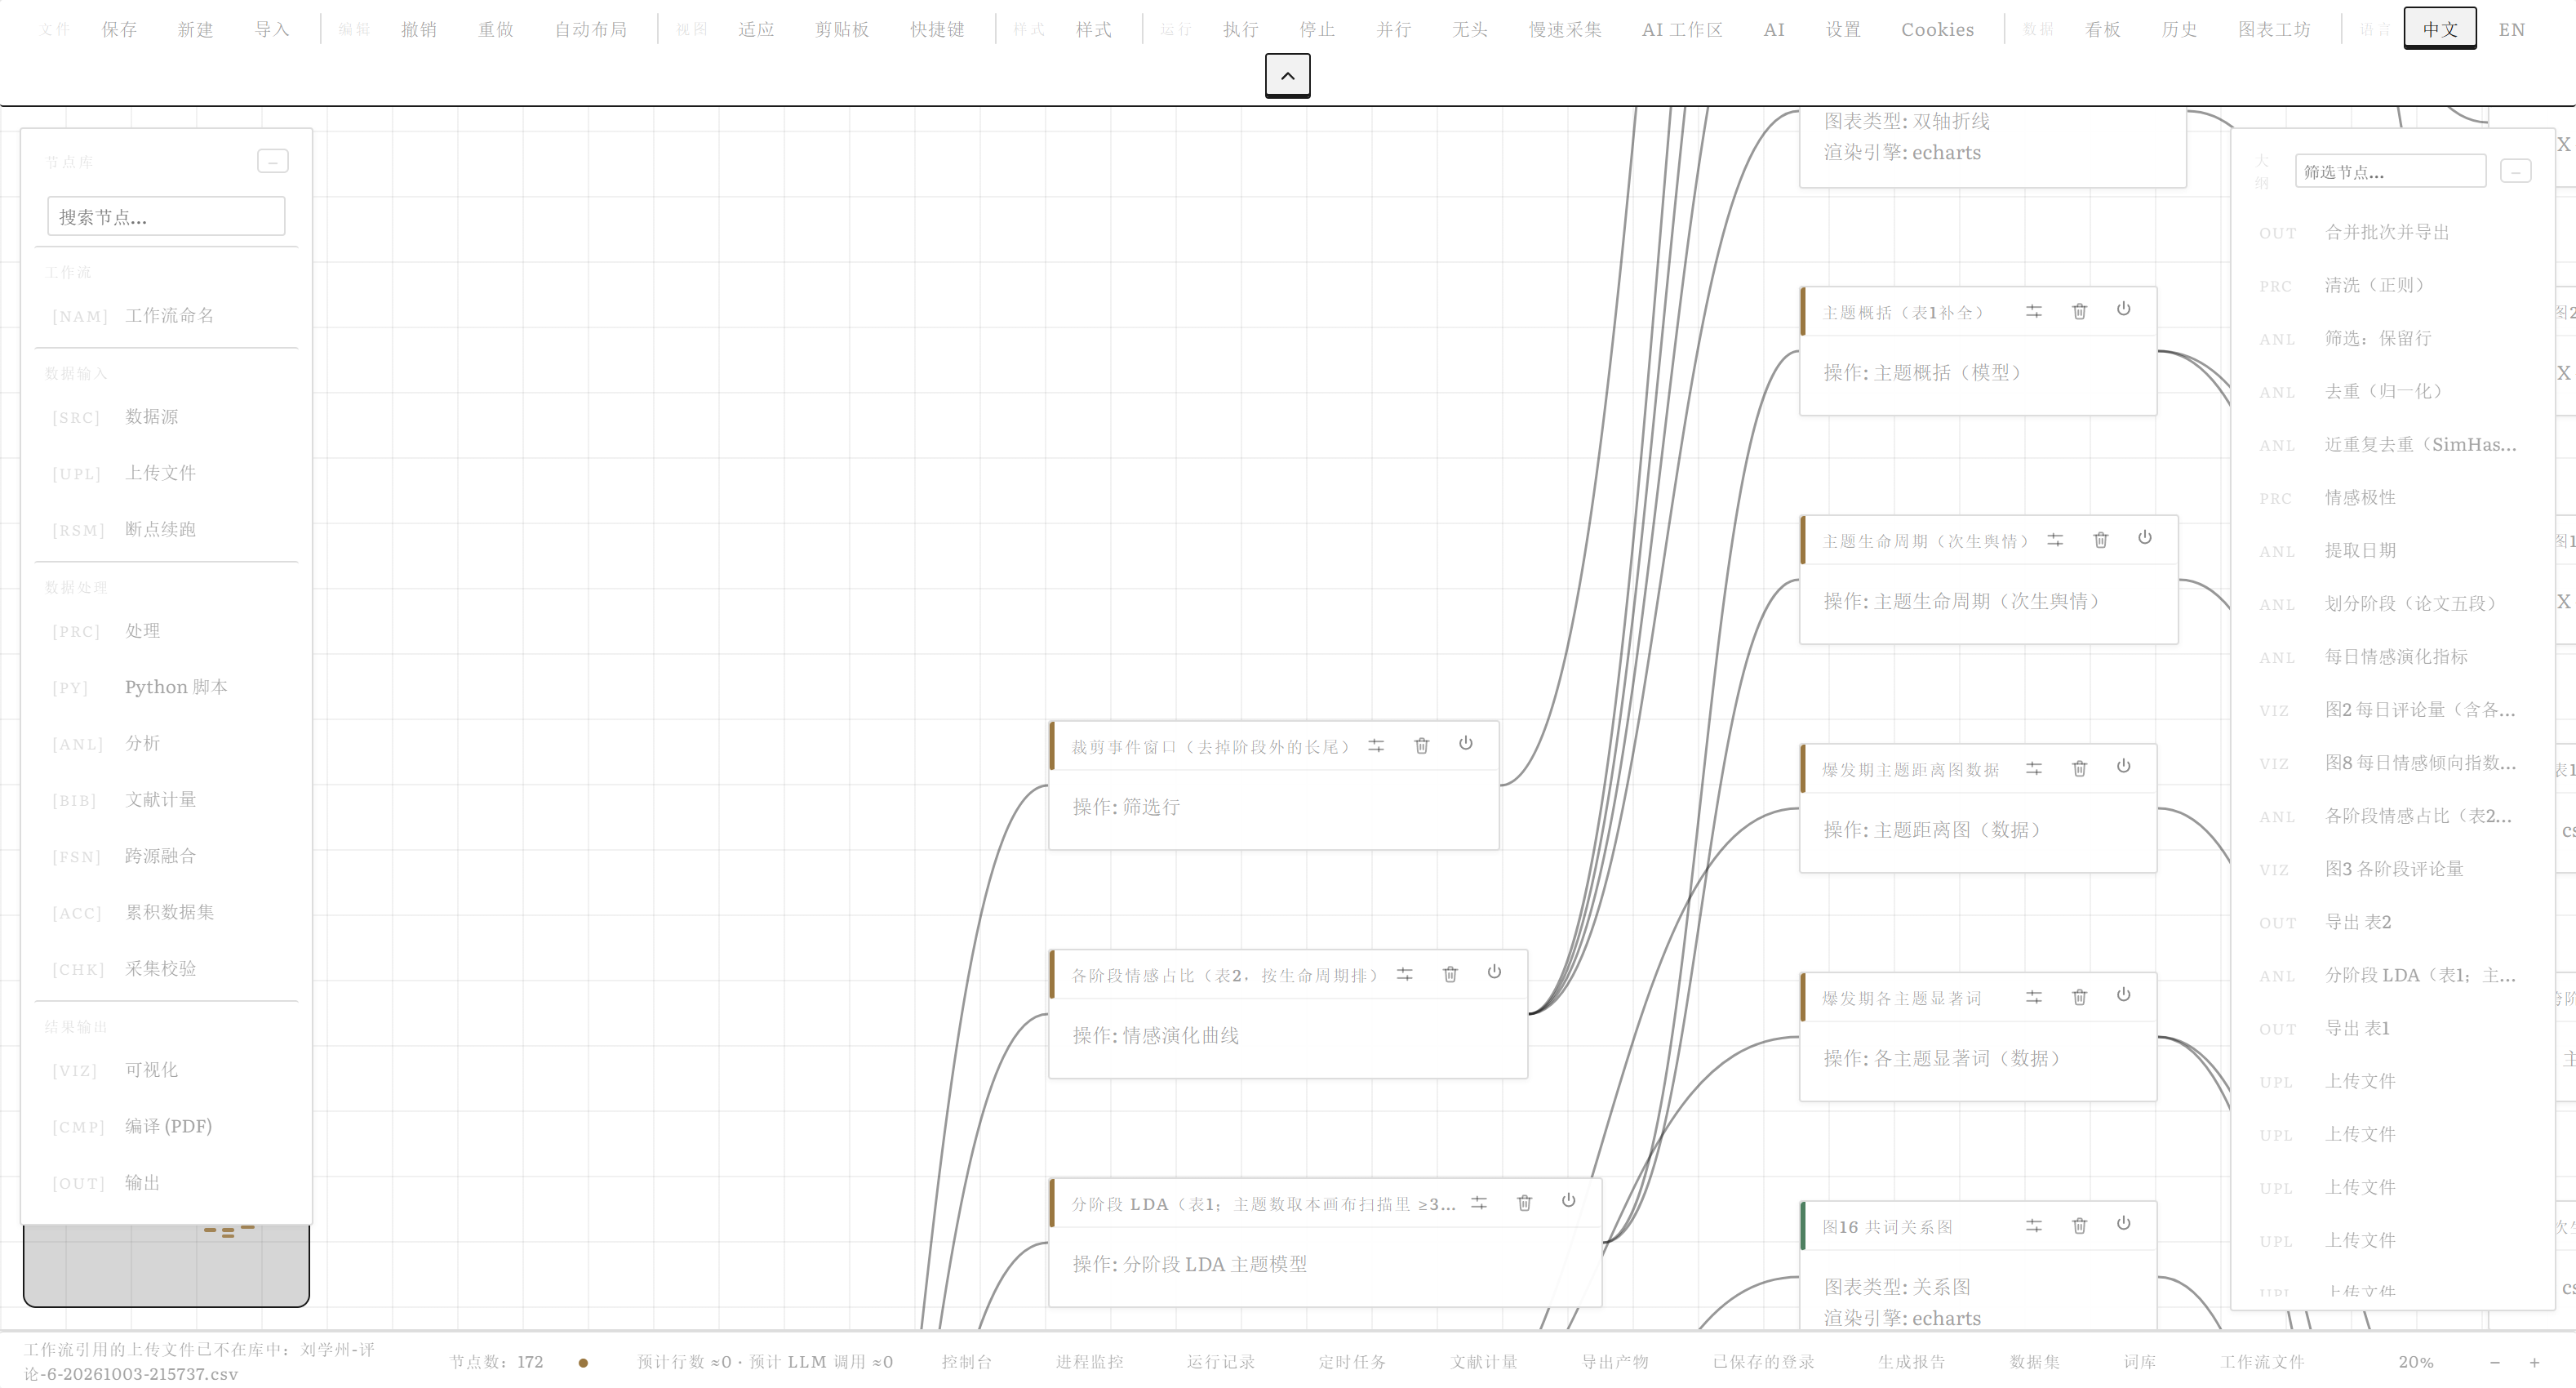 文件 保存 新建 导入 编辑 撤销 重做 自动布局 视图 适应 剪贴板 快捷键 样式 样式 运行 执行 停止 并行 无头 慢速采集 AI 工作区 AI 设置 Cookies 数据 看板 历史 图表工坊 语言 中文 EN
节点库
搜索节点...
工作流
[NAM] 工作流命名
数据输入
[SRC] 数据源
[UPL] 上传文件
[RSM] 断点续跑
数据处理
[PRC] 处理
[PY] Python 脚本
[ANL] 分析
[BIB] 文献计量
[FSN] 跨源融合
[ACC] 累积数据集
[CHK] 采集校验
结果输出
[VIZ] 可视化
[CMP] 编译 (PDF)
[OUT] 输出
裁剪事件窗口（去掉阶段外的长尾）
操作: 筛选行
各阶段情感占比（表2，按生命周期排）
操作: 情感演化曲线
分阶段 LDA（表1；主题数取本画布扫描里 ≥3...
操作: 分阶段 LDA 主题模型
图表类型: 双轴折线
渲染引擎: echarts
主题概括（表1补全）
操作: 主题概括（模型）
主题生命周期（次生舆情）
操作: 主题生命周期（次生舆情）
爆发期主题距离图数据
操作: 主题距离图（数据）
爆发期各主题显著词
操作: 各主题显著词（数据）
图16 共词关系图
图表类型: 关系图
渲染引擎: echarts
大纲
筛选节点...
OUT 合并批次并导出
PRC 清洗（正则）
ANL 筛选：保留行
ANL 去重（归一化）
ANL 近重复去重（SimHas...
PRC 情感极性
ANL 提取日期
ANL 划分阶段（论文五段）
ANL 每日情感演化指标
VIZ 图2 每日评论量（含各...
VIZ 图8 每日情感倾向指数...
ANL 各阶段情感占比（表2...
VIZ 图3 各阶段评论量
OUT 导出 表2
ANL 分阶段 LDA（表1；主...
OUT 导出 表1
UPL 上传文件
UPL 上传文件
UPL 上传文件
UPL 上传文件
UPL 上传文件
工作流引用的上传文件已不在库中：刘学州-评
论-6-20261003-215737.csv
节点数：172 预计行数 ≈0 · 预计 LLM 调用 ≈0 控制台 进程监控 运行记录 定时任务 文献计量 导出产物 已保存的登录 生成报告 数据集 词库 工作流文件 20% − +